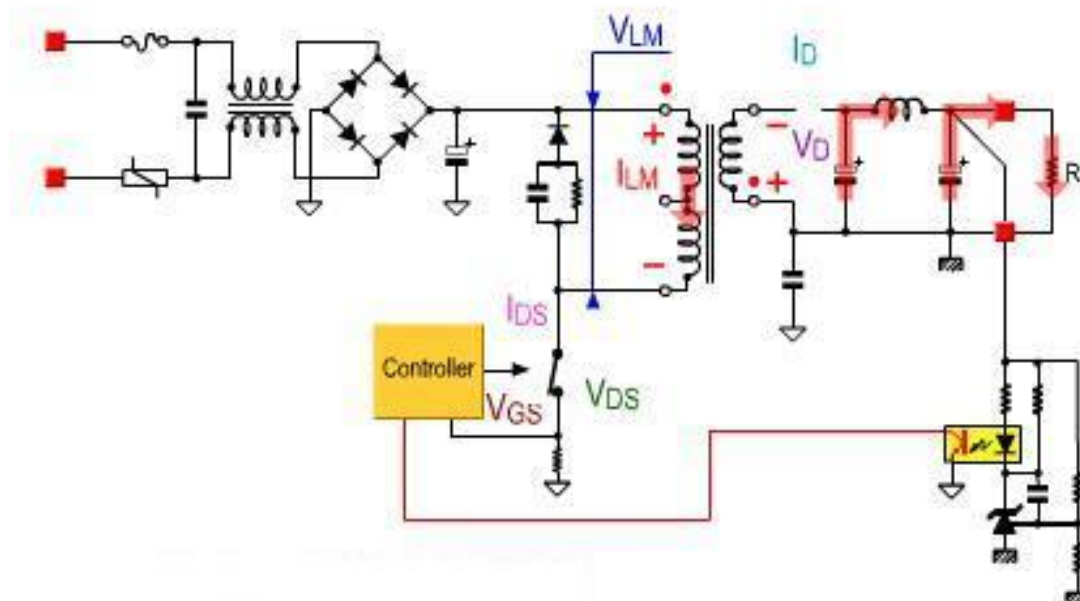 VLM
ID
VD
ILM
IDS
R
Controller
VGS
VDS